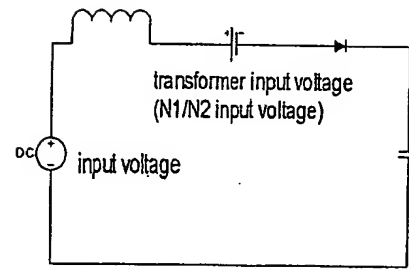 transformer input voltage
(N1/N2 input voltage)
DC
input voltage